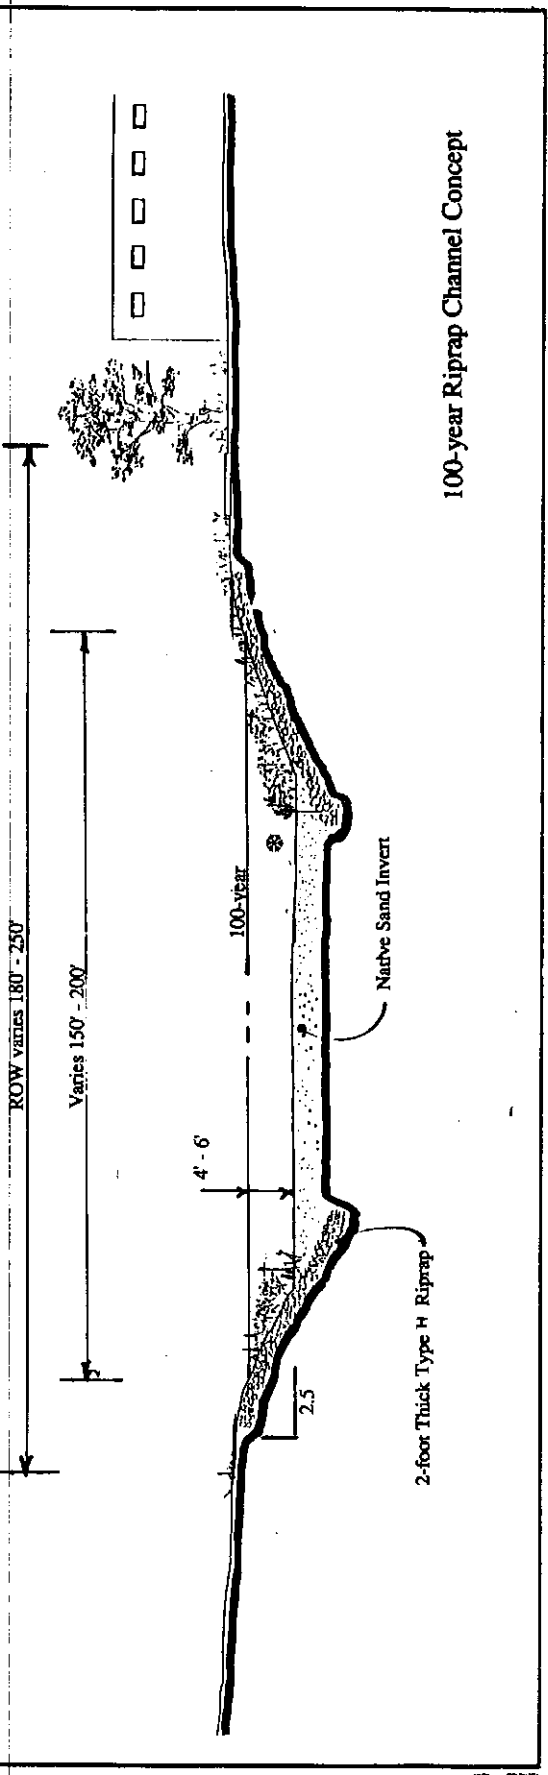 ROW varies 180' - 250'
Varies 150' - 200'
4' - 6'
100-year
2.5
Native Sand Invert
2-foot Thick Type H Riprap
100-year Riprap Channel Concept